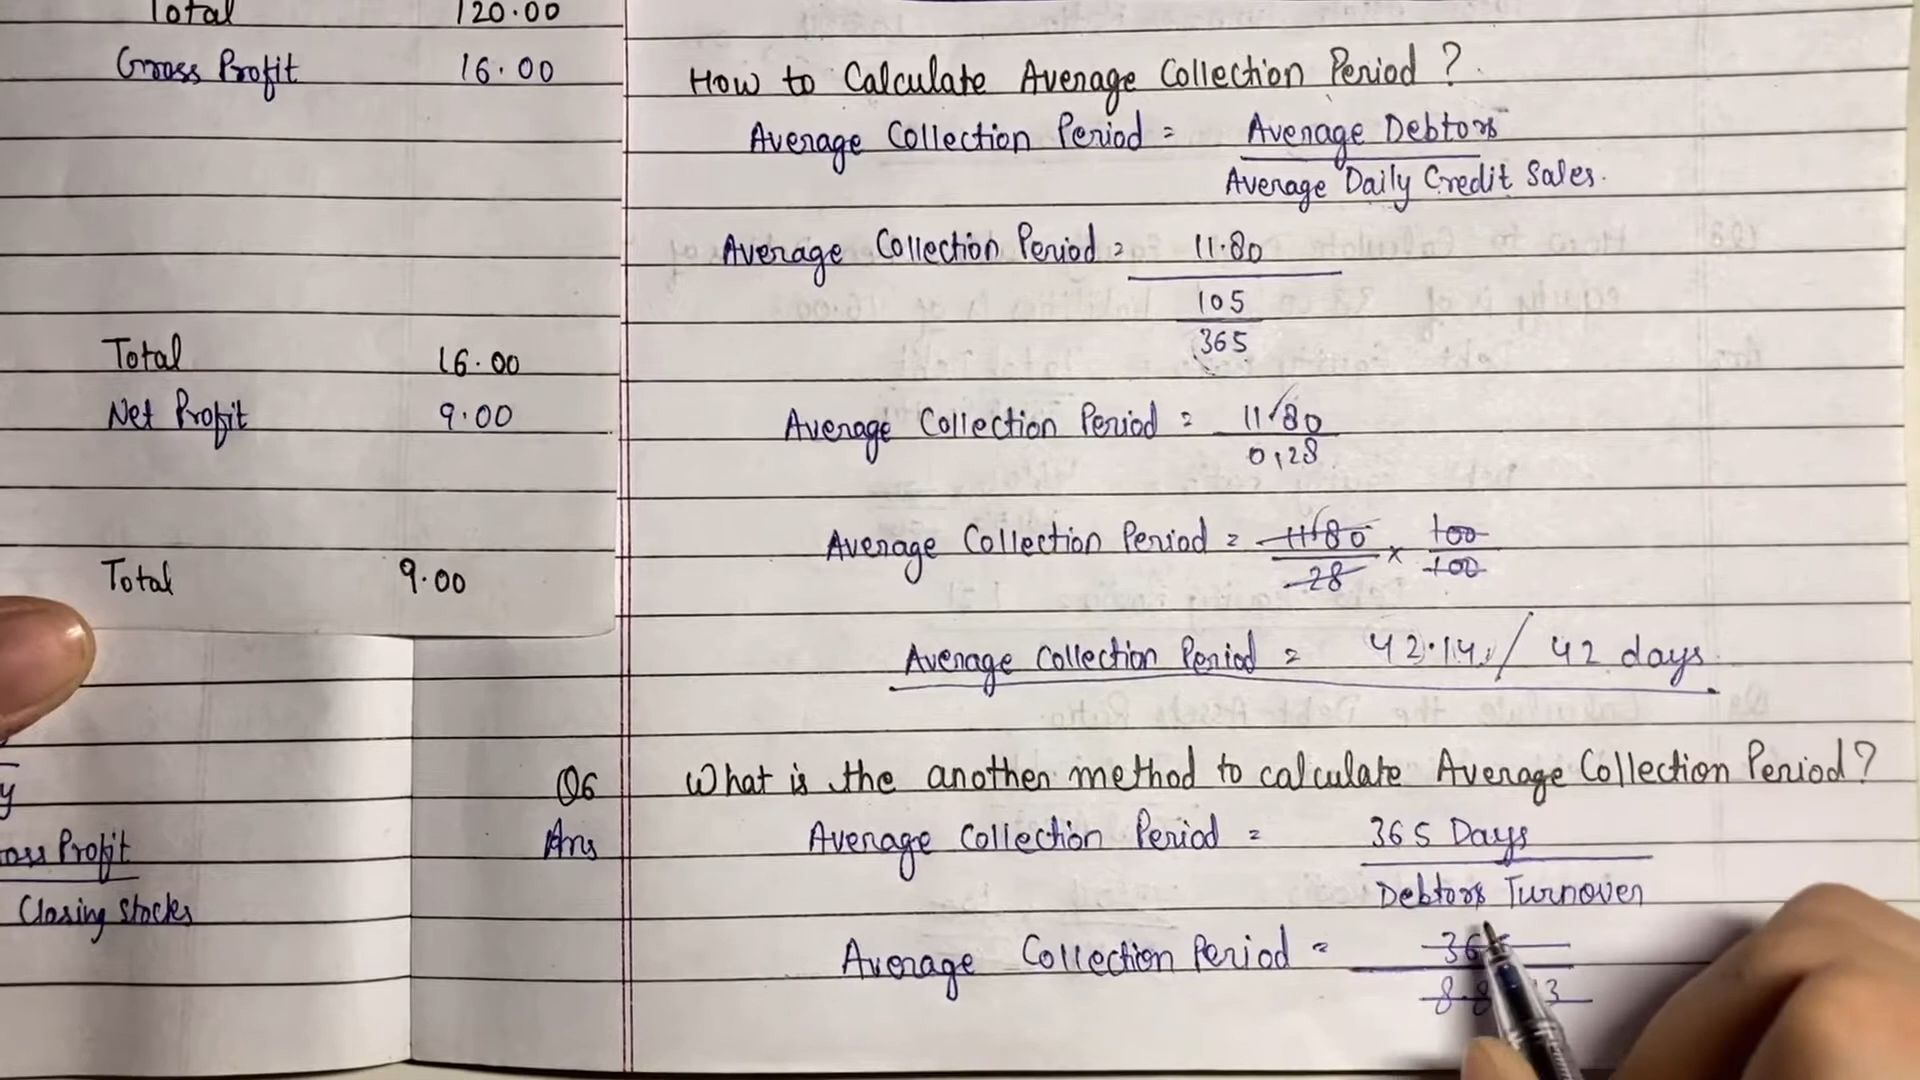 Total 120.00
Gross Profit 16.00
Total 16.00
Net Profit 9.00
Total 9.00
y
oss Profit
Closing Stocks
How to Calculate Average Collection Period ?
Average Collection Period = Average Debtors
Average Daily Credit Sales.
Average Collection Period = 11.80
105
365
Average Collection Period = 11.80
0.28
Average Collection Period = 1180 × 100
28 100
Average Collection Period = 42.14 / 42 days
Q6 What is the another method to calculate Average Collection Period?
Ans Average Collection Period = 365 Days
Debtors Turnover
Average Collection Period =